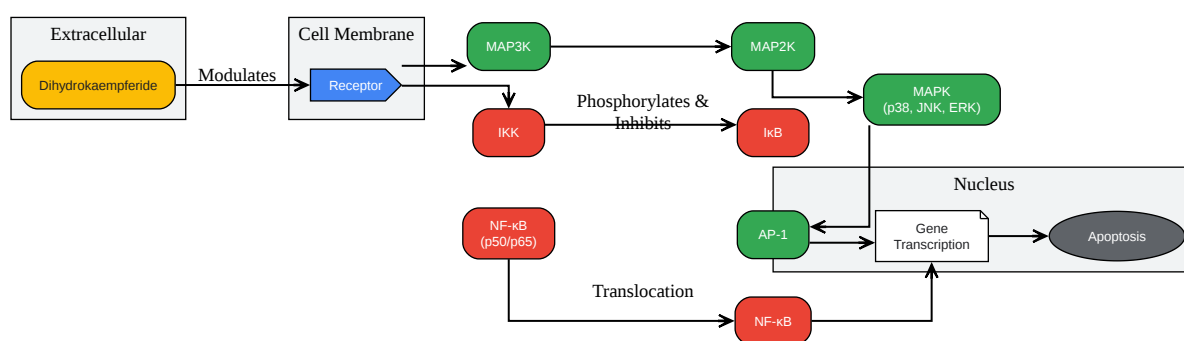 Extracellular
Dihydrokaempferide
Modulates
Cell Membrane
Receptor
MAP3K
MAP2K
MAPK
(p38, JNK, ERK)
IKK
Phosphorylates &
Inhibits
IκB
Nucleus
NF-κB
(p50/p65)
AP-1
Gene
Transcription
Apoptosis
Translocation
NF-κB